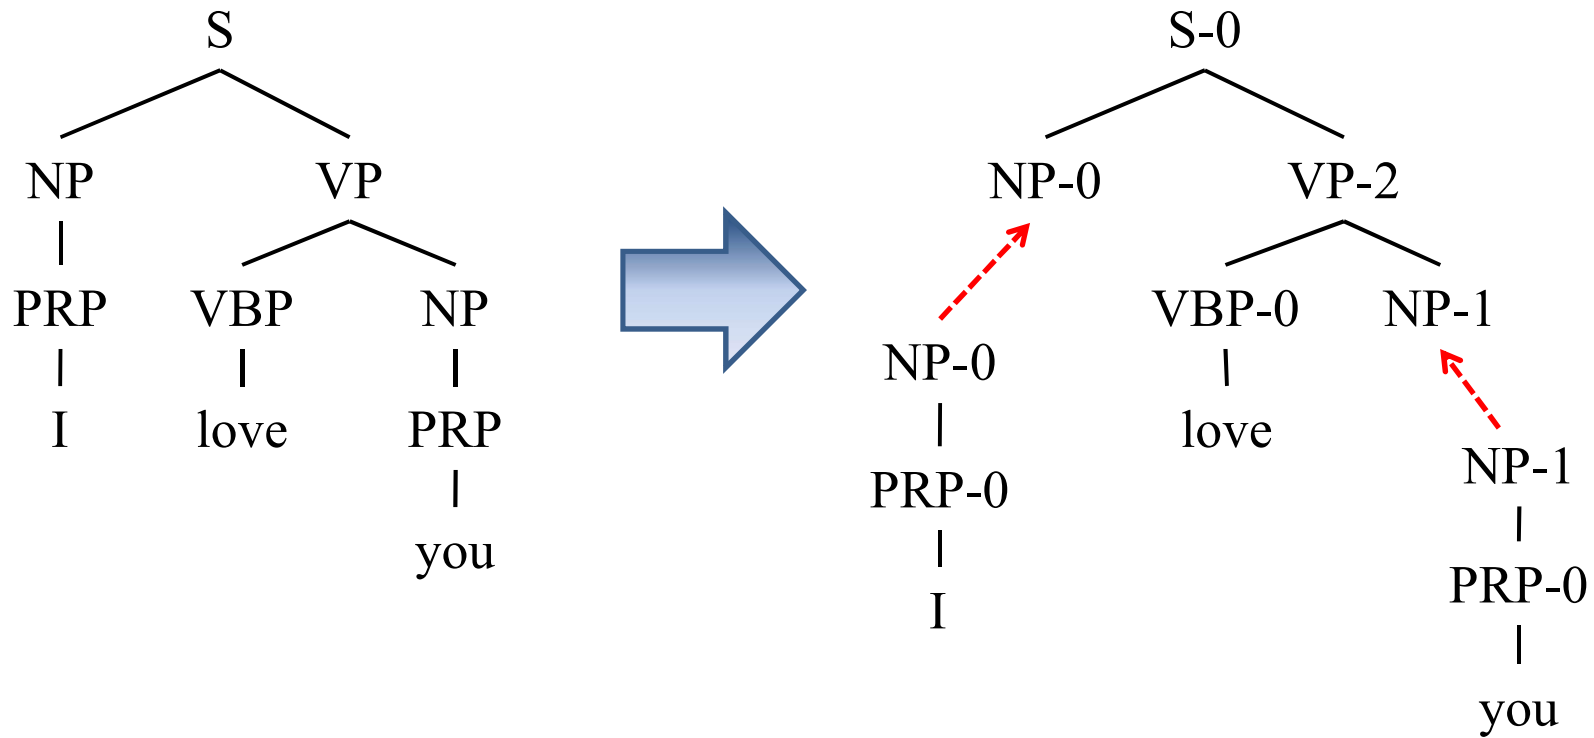 S
NP VP
PRP VBP NP
I love PRP
you
S-0
NP-0 VP-2
VBP-0 NP-1
NP-0
love
NP-1
PRP-0
PRP-0
I
you